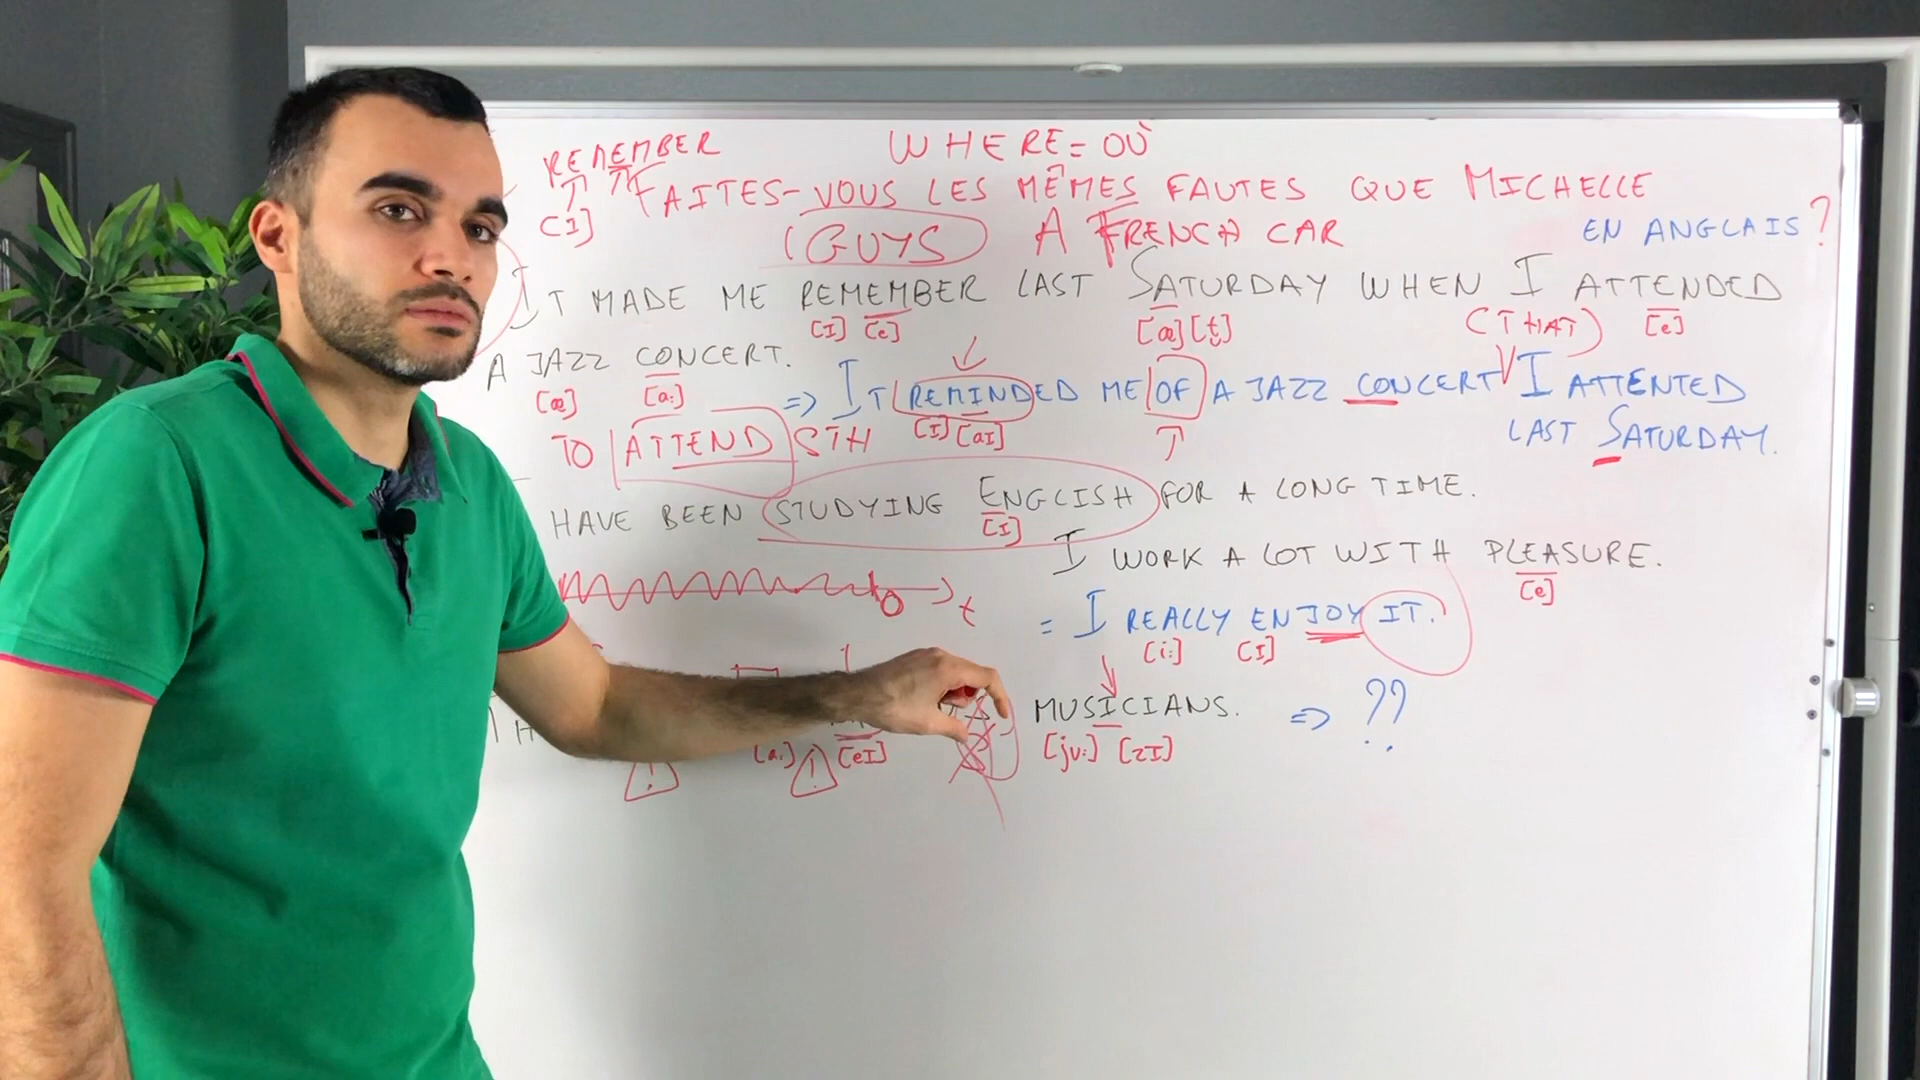 REMEMBER WHERE = OÙ
[I] FAITES-VOUS LES MÊMES FAUTES QUE MICHELLE
GUYS A FRENCH CAR EN ANGLAIS ?
IT MADE ME REMEMBER LAST SATURDAY WHEN I ATTENDED
[I] [e] [æ] [t̬] (THAT) [e]
A JAZZ CONCERT. => IT REMINDED ME OF A JAZZ CONCERT I ATTENTED
[æ] [a:] [I] [aI] LAST SATURDAY.
TO ATTEND STH
HAVE BEEN STUDYING ENGLISH FOR A LONG TIME.
[I]
I WORK A LOT WITH PLEASURE.
[e]
O t
= I REALLY ENJOY IT.
[i:] [I]
H MUSICIANS. => ??
[a:] ! [eI] [ju:] [zI]
!